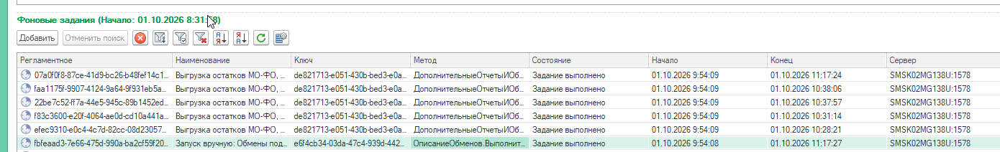 Фоновые задания (Начало: 01.10.2026 8:31: 8)
Добавить Отменить поиск
Регламентное Наименование Ключ Метод Состояние Начало Конец Сервер
07a0f0f8-87ce-41d9-bc26-b48fef14c1... Выгрузка остатков МО-ФО, ... de821713-e051-430b-bed3-e0a... ДополнительныеОтчетыИОб... Задание выполнено 01.10.2026 9:54:09 01.10.2026 11:17:24 SMSK02MG138U:1578
faa1175f-9907-4124-9a64-9f931eb5a... Выгрузка остатков МО-ФО, ... de821713-e051-430b-bed3-e0a... ДополнительныеОтчетыИОб... Задание выполнено 01.10.2026 9:54:09 01.10.2026 10:38:06 SMSK02MG138U:1578
22be7c52-ff7a-44e5-945c-89b1452ed... Выгрузка остатков МО-ФО, ... de821713-e051-430b-bed3-e0a... ДополнительныеОтчетыИОб... Задание выполнено 01.10.2026 9:54:09 01.10.2026 10:37:57 SMSK02MG138U:1578
f83c3600-e20f-4064-ae0d-cd10a441a... Выгрузка остатков МО-ФО, ... de821713-e051-430b-bed3-e0a... ДополнительныеОтчетыИОб... Задание выполнено 01.10.2026 9:54:09 01.10.2026 10:31:14 SMSK02MG138U:1578
efec9310-e0c4-4c7d-82cc-08d23057... Выгрузка остатков МО-ФО, ... de821713-e051-430b-bed3-e0a... ДополнительныеОтчетыИОб... Задание выполнено 01.10.2026 9:54:09 01.10.2026 10:28:21 SMSK02MG138U:1578
fbfeaad3-7e66-475d-990a-ba2cf59f20... Запуск вручную: Обмены под... e6f4cb34-03da-47c4-939d-442... ОписаниеОбменов.Выполнит... Задание выполнено 01.10.2026 9:54:08 01.10.2026 11:17:27 SMSK02MG138U:1578